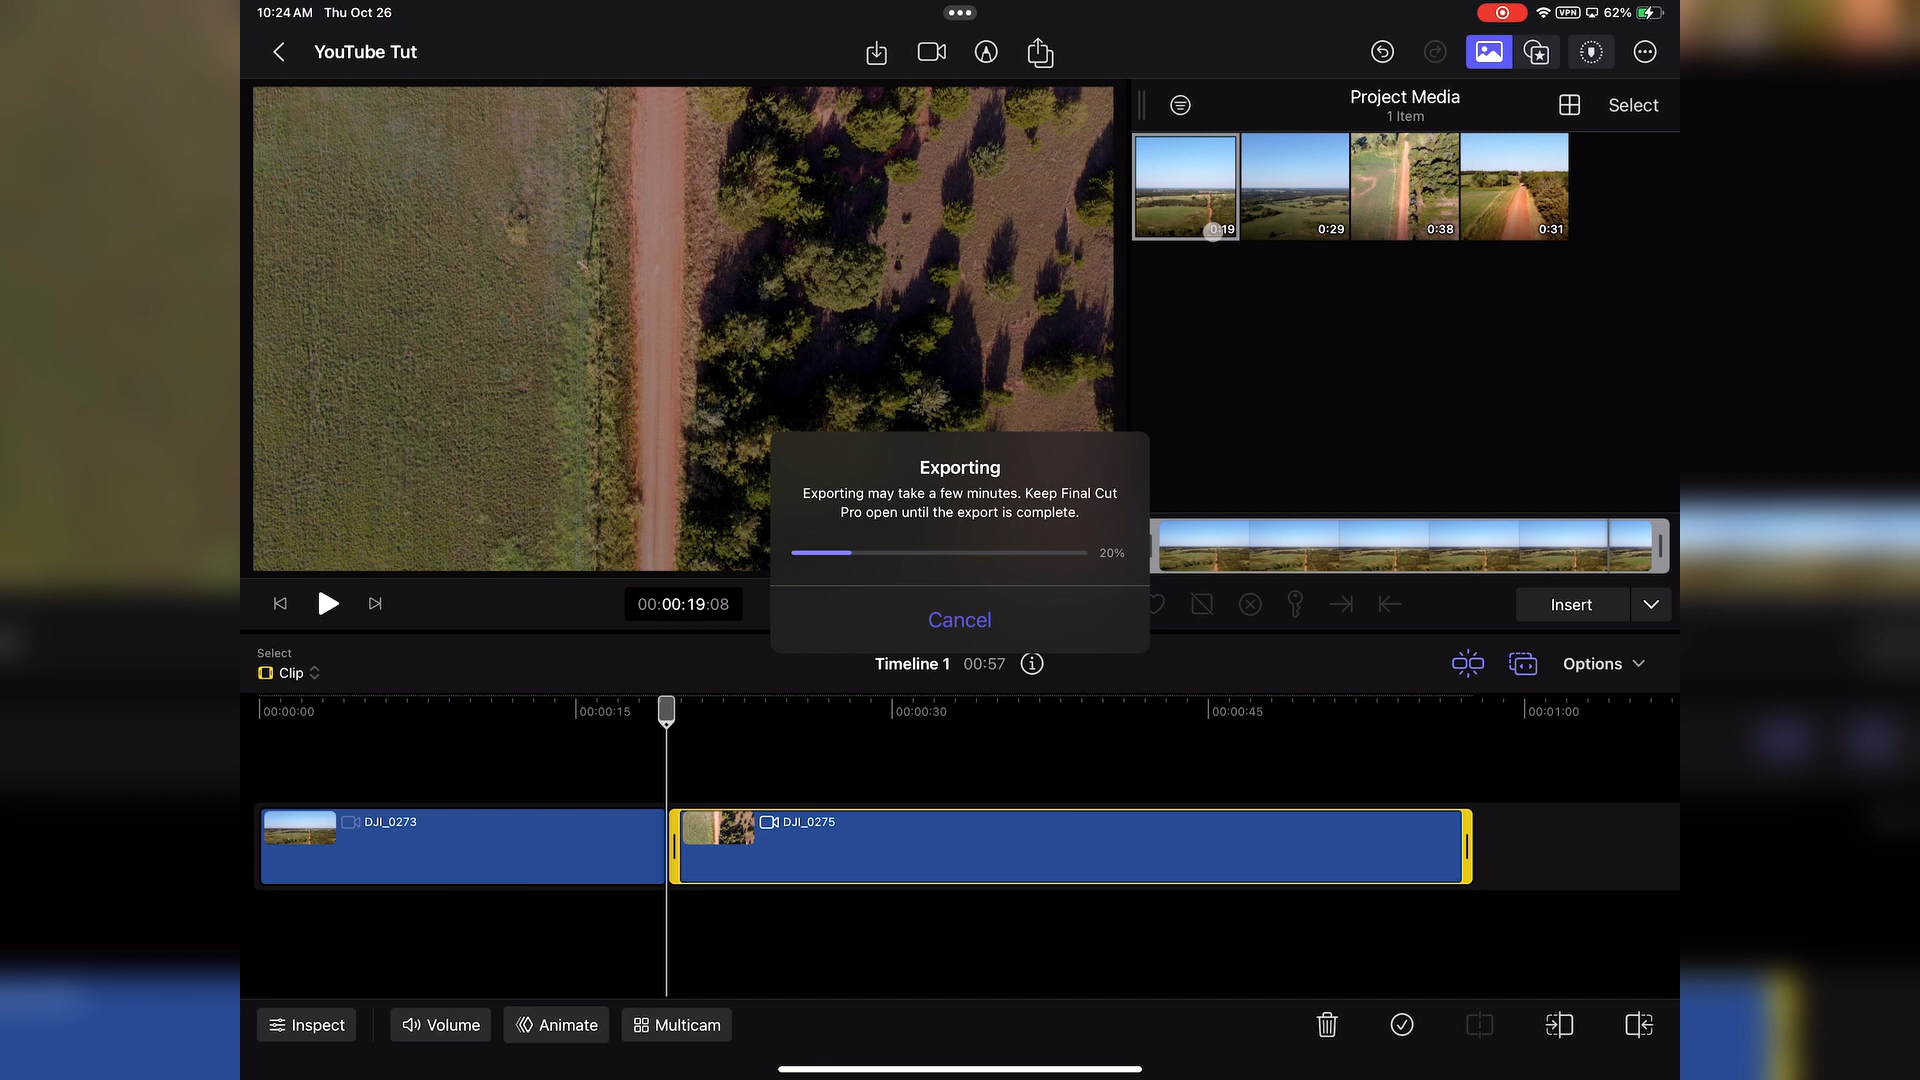 10:24 AM Thu Oct 26
VPN 62%
YouTube Tut
Project Media
1 Item
Select
0:19
0:29
0:38
0:31
Exporting
Exporting may take a few minutes. Keep Final Cut
Pro open until the export is complete.
20%
Cancel
00:00:19:08
Insert
Select
Clip
Timeline 1 00:57
Options
00:00:00
00:00:15
00:00:30
00:00:45
00:01:00
DJI_0273
DJI_0275
Inspect
Volume
Animate
Multicam